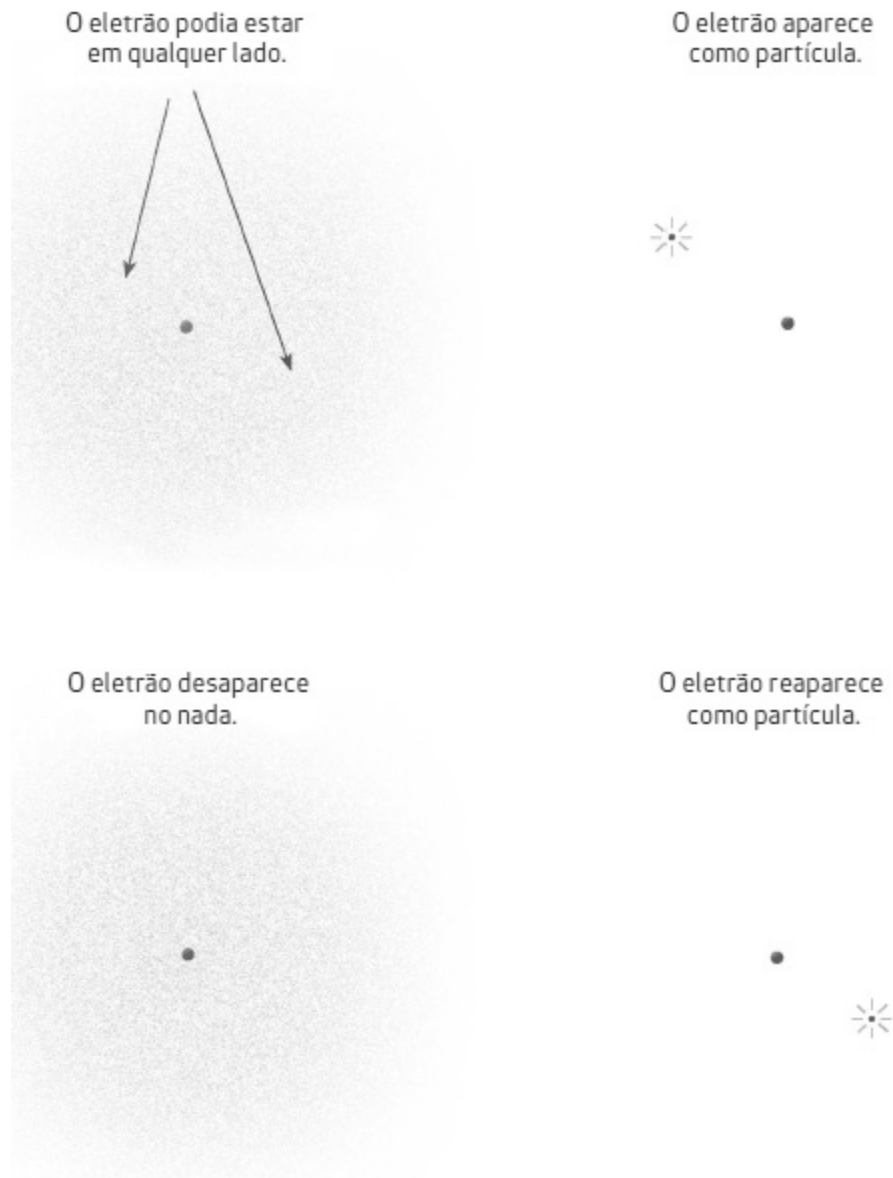 O eletrão podia estar
em qualquer lado.
O eletrão aparece
como partícula.
O eletrão desaparece
no nada.
O eletrão reaparece
como partícula.